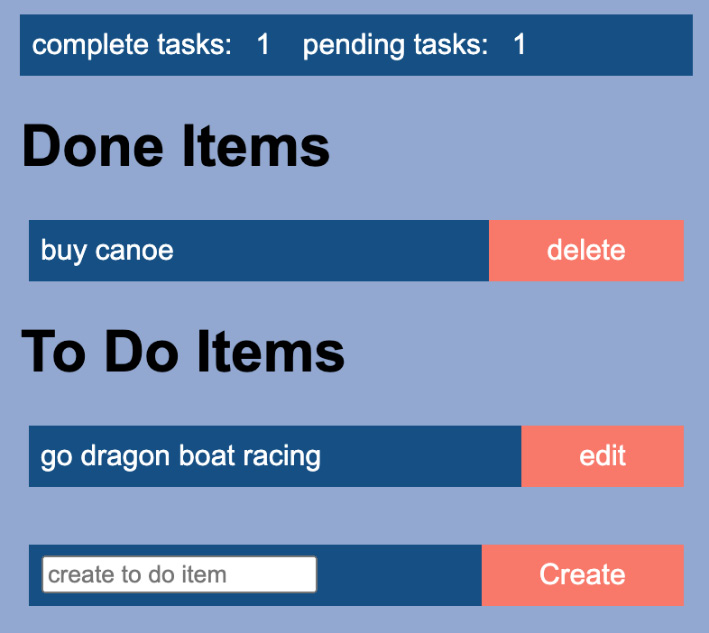 complete tasks: 1 pending tasks: 1
Done Items
buy canoe delete
To Do Items
go dragon boat racing edit
create to do item Create